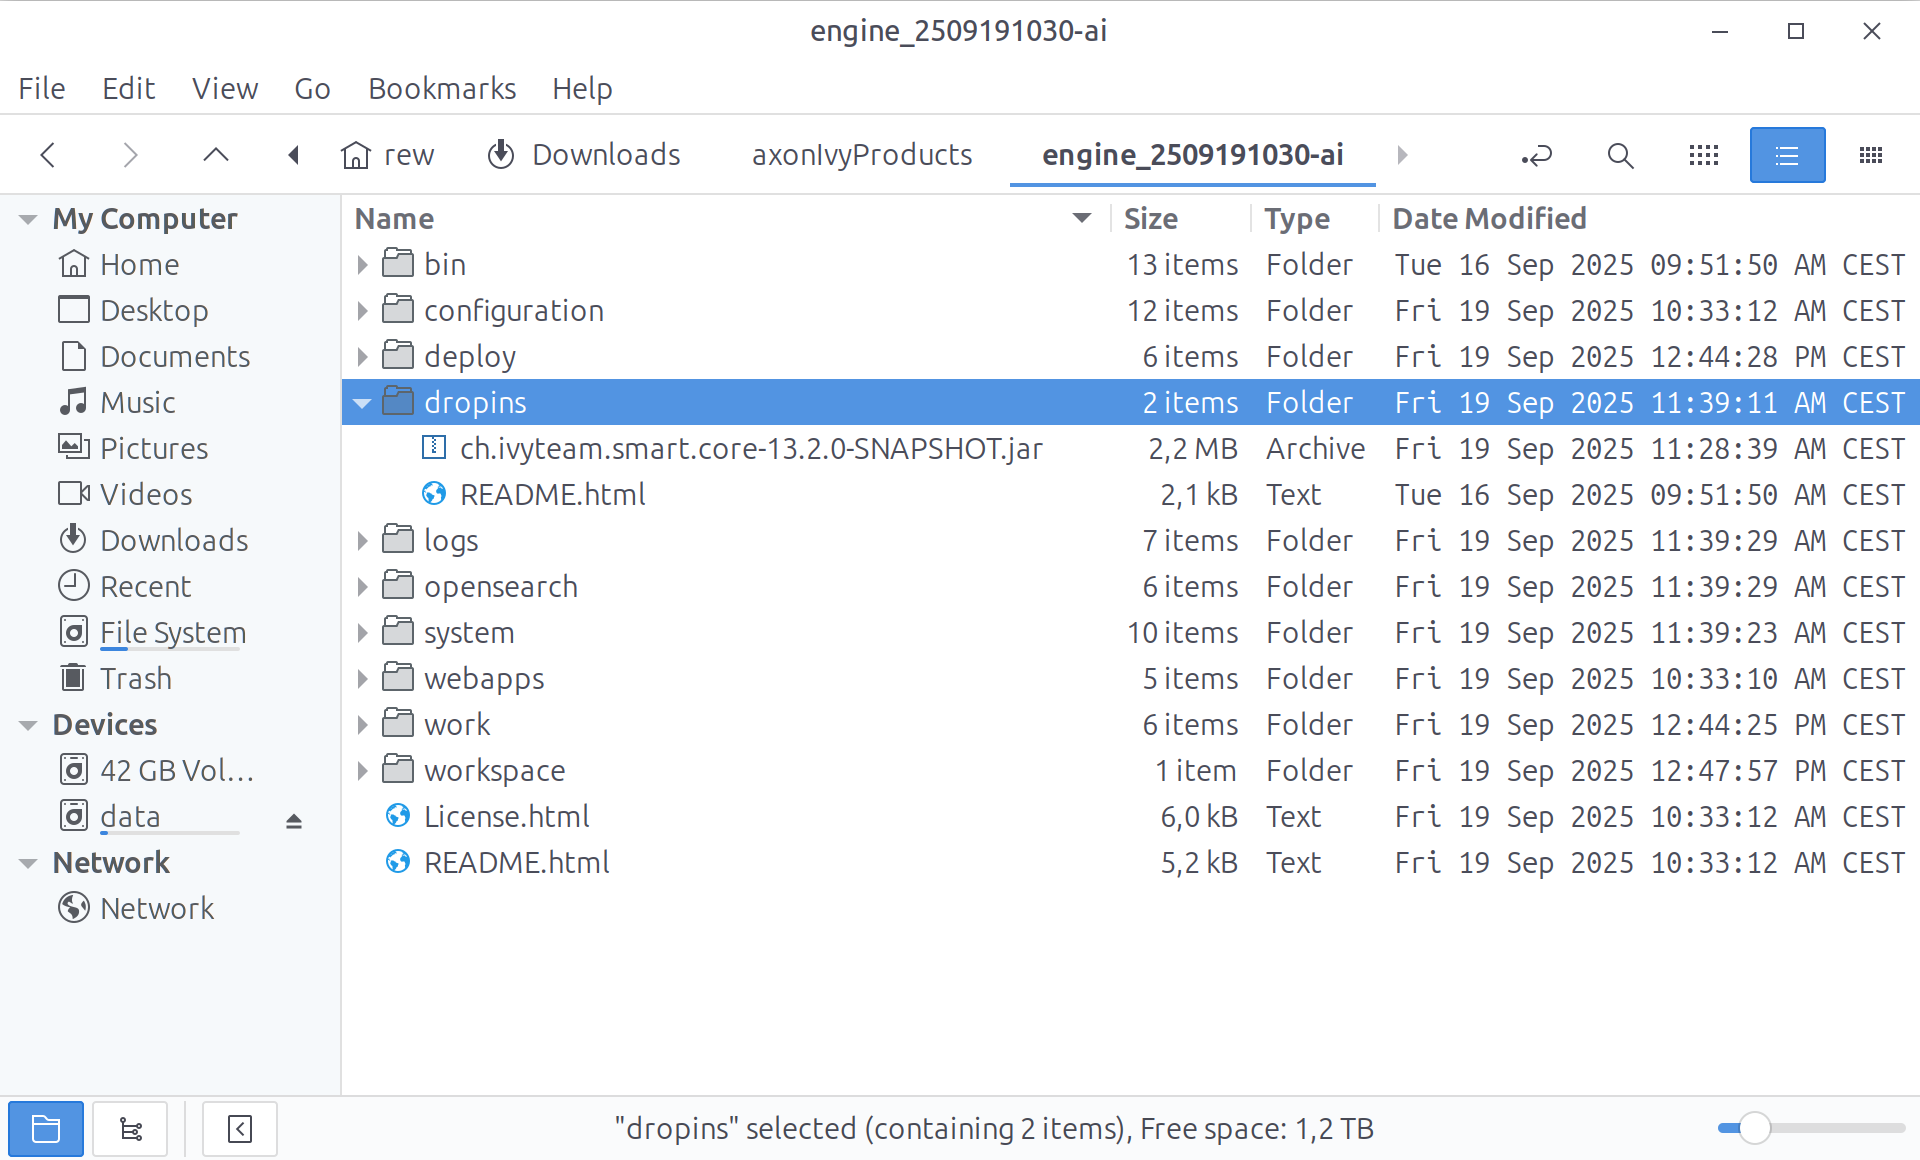 engine_2509191030-ai
File Edit View Go Bookmarks Help
rew Downloads axonIvyProducts engine_2509191030-ai
My Computer
Home
Desktop
Documents
Music
Pictures
Videos
Downloads
Recent
File System
Trash
Devices
42 GB Vol…
data
Network
Network
Name Size Type Date Modified
bin 13 items Folder Tue 16 Sep 2025 09:51:50 AM CEST
configuration 12 items Folder Fri 19 Sep 2025 10:33:12 AM CEST
deploy 6 items Folder Fri 19 Sep 2025 12:44:28 PM CEST
dropins 2 items Folder Fri 19 Sep 2025 11:39:11 AM CEST
ch.ivyteam.smart.core-13.2.0-SNAPSHOT.jar 2,2 MB Archive Fri 19 Sep 2025 11:28:39 AM CEST
README.html 2,1 kB Text Tue 16 Sep 2025 09:51:50 AM CEST
logs 7 items Folder Fri 19 Sep 2025 11:39:29 AM CEST
opensearch 6 items Folder Fri 19 Sep 2025 11:39:29 AM CEST
system 10 items Folder Fri 19 Sep 2025 11:39:23 AM CEST
webapps 5 items Folder Fri 19 Sep 2025 10:33:10 AM CEST
work 6 items Folder Fri 19 Sep 2025 12:44:25 PM CEST
workspace 1 item Folder Fri 19 Sep 2025 12:47:57 PM CEST
License.html 6,0 kB Text Fri 19 Sep 2025 10:33:12 AM CEST
README.html 5,2 kB Text Fri 19 Sep 2025 10:33:12 AM CEST
"dropins" selected (containing 2 items), Free space: 1,2 TB